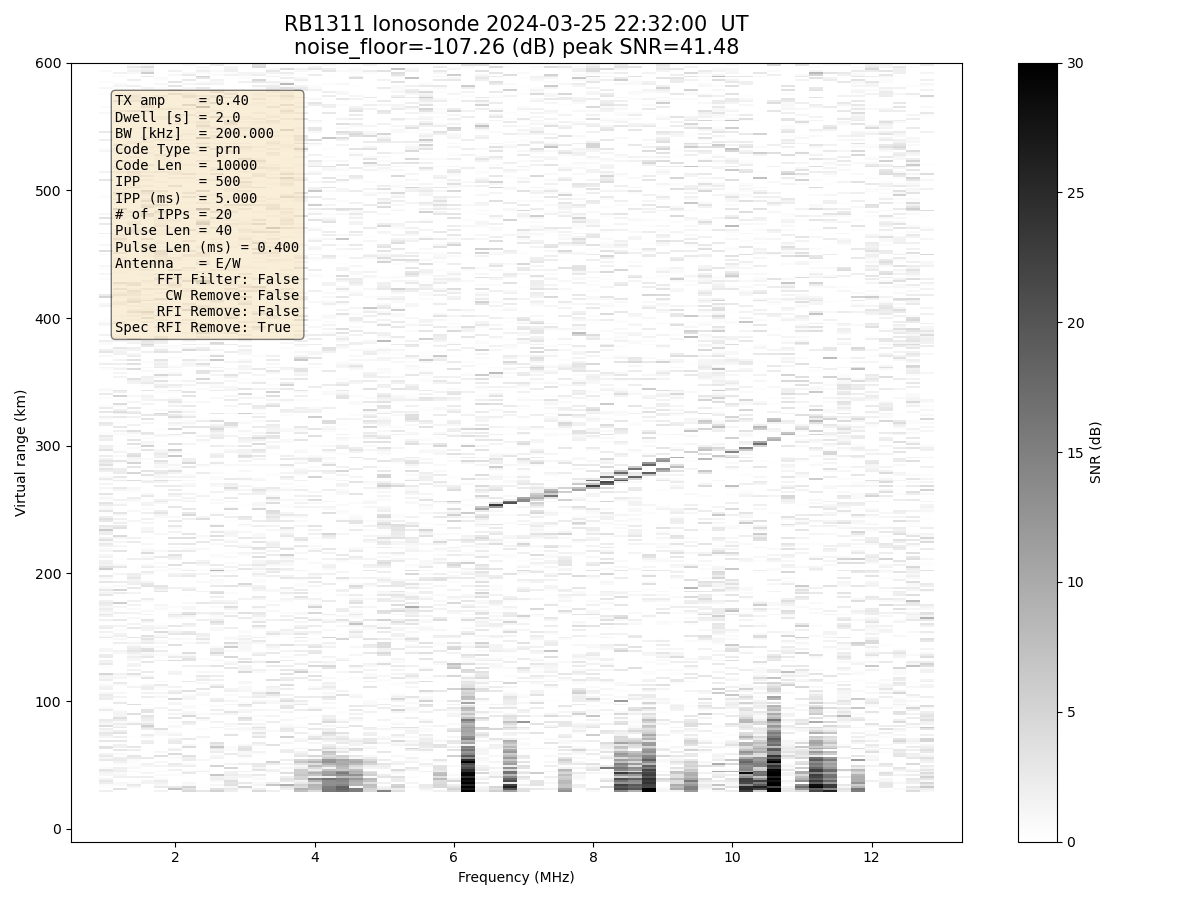 RB1311 Ionosonde 2024-03-25 22:32:00  UT
noise_floor=-107.26 (dB) peak SNR=41.48
600
500
400
300
200
100
0
Virtual range (km)
TX amp    = 0.40
Dwell [s] = 2.0
BW [kHz]  = 200.000
Code Type = prn
Code Len  = 10000
IPP       = 500
IPP (ms)  = 5.000
# of IPPs = 20
Pulse Len = 40
Pulse Len (ms) = 0.400
Antenna   = E/W
FFT Filter: False
CW Remove: False
RFI Remove: False
Spec RFI Remove: True
2 4 6 8 10 12
Frequency (MHz)
30
25
20
15
10
5
0
SNR (dB)